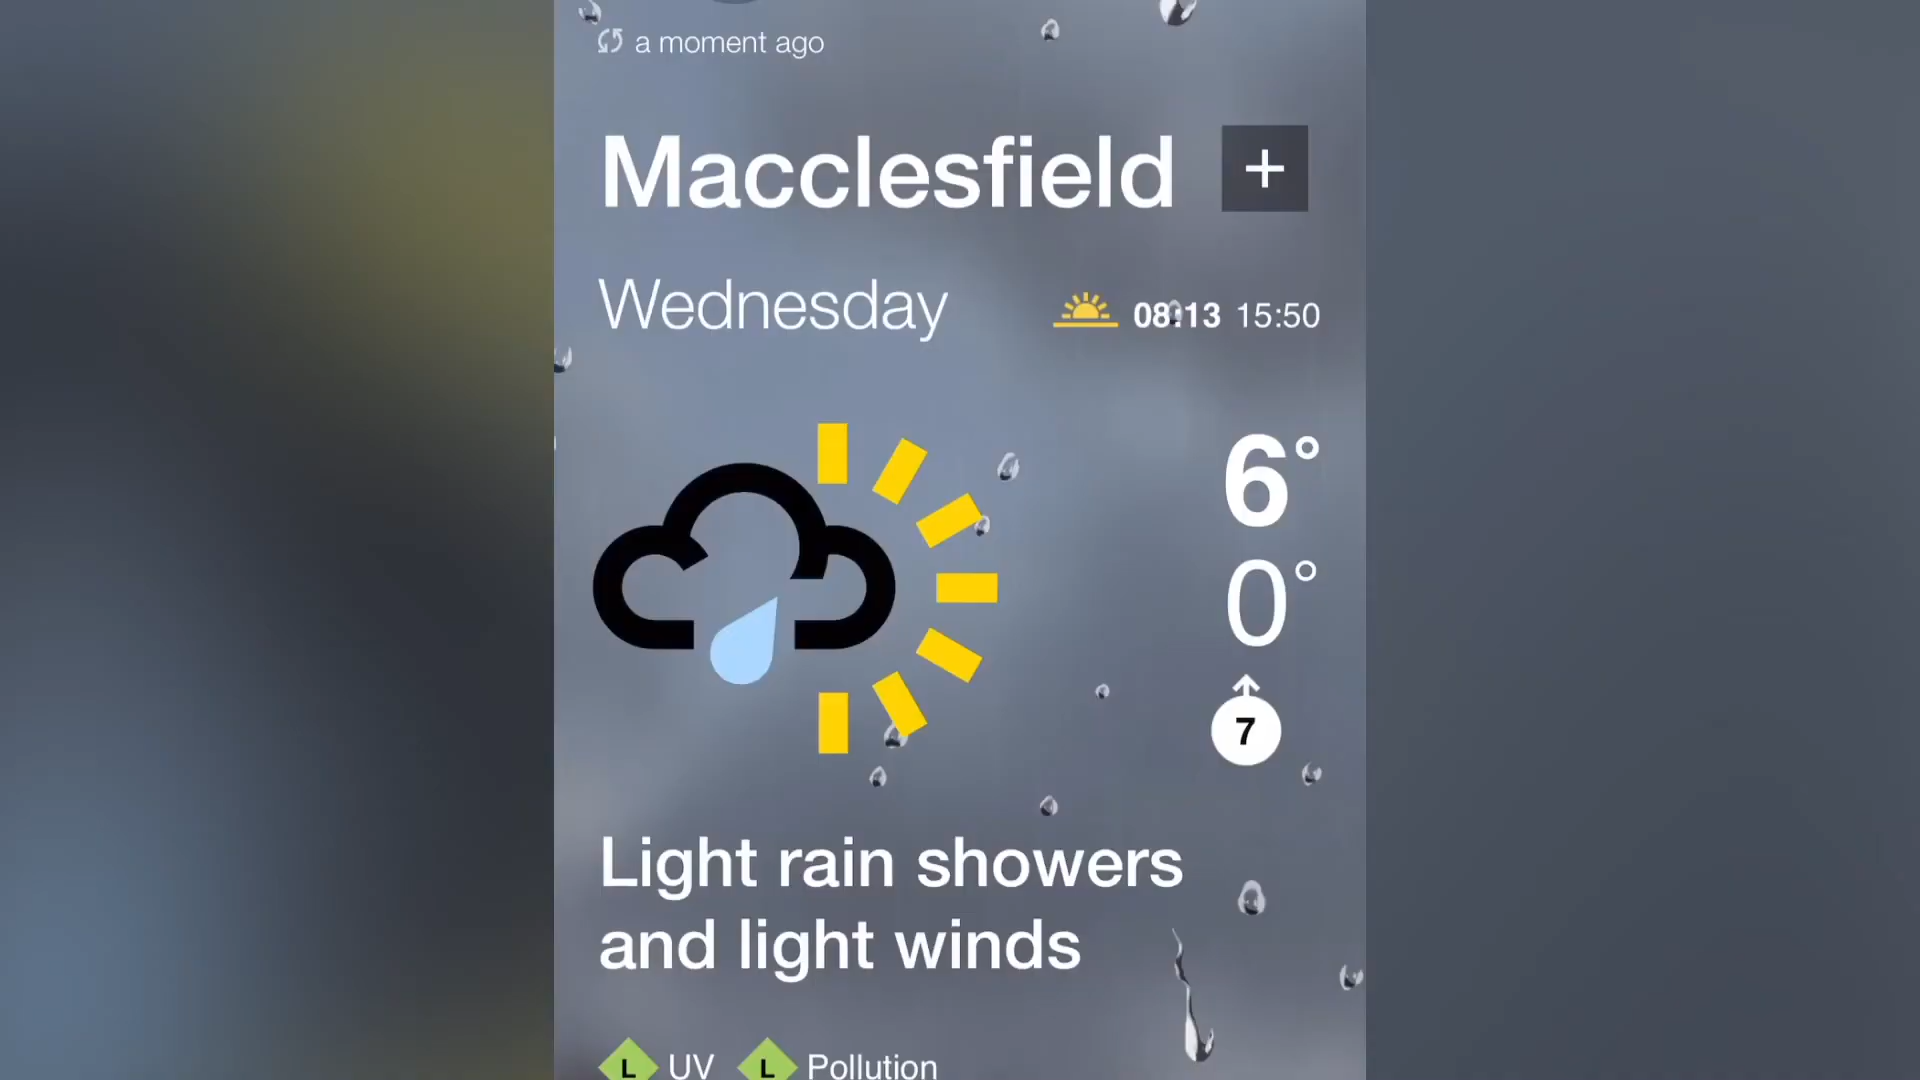 a moment ago
Macclesfield
+
Wednesday 08:13 15:50
6°
0°
7
Light rain showers
and light winds
L UV L Pollution